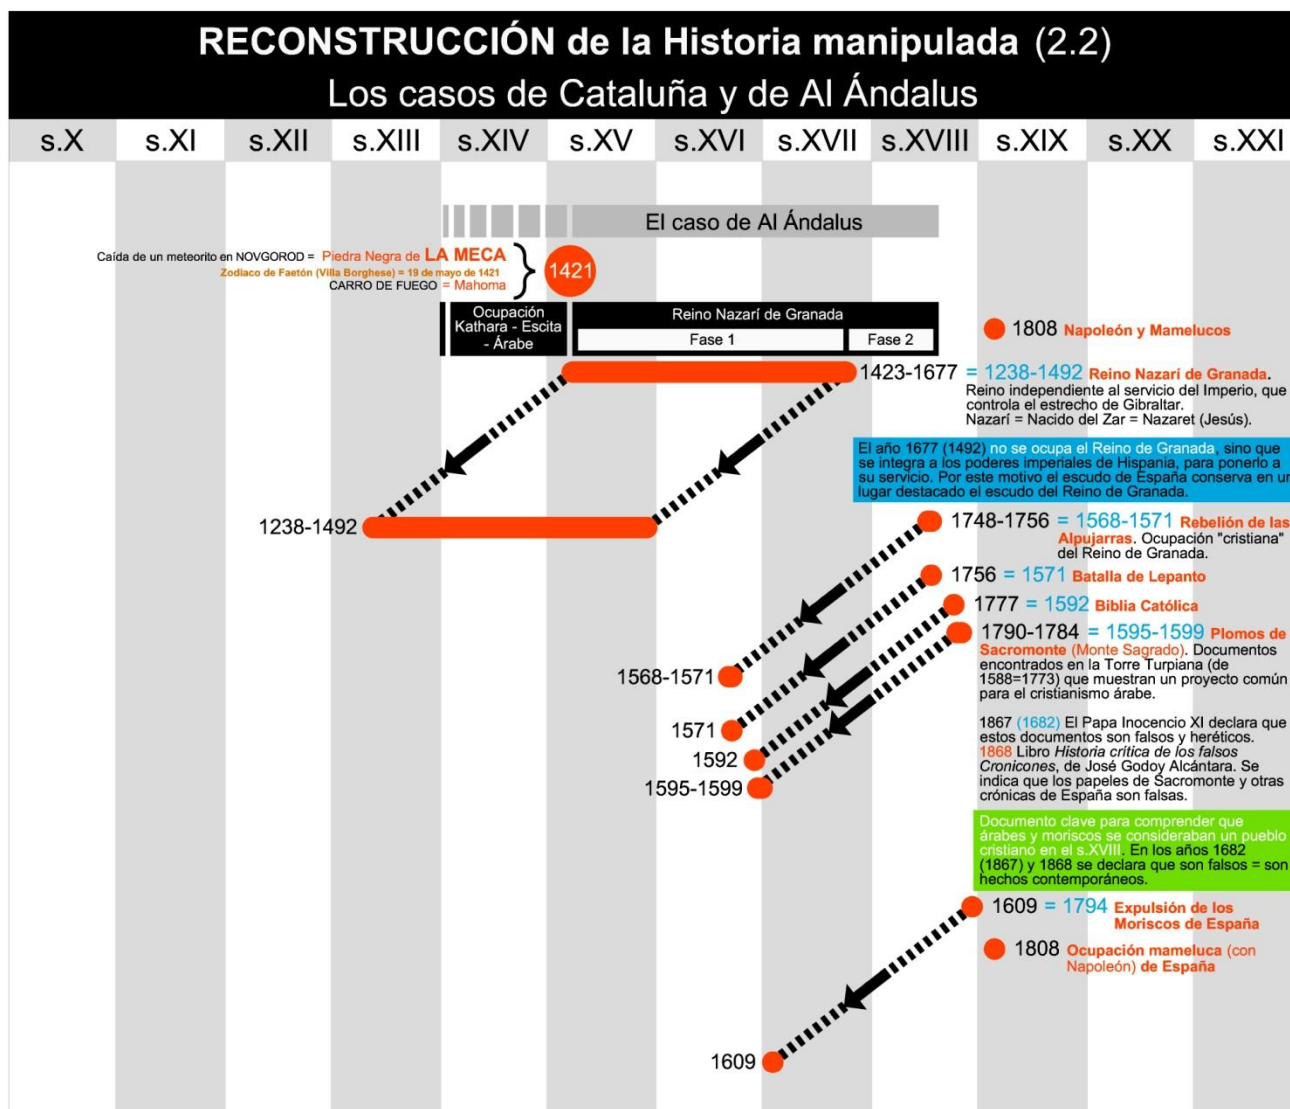 RECONSTRUCCIÓN de la Historia manipulada (2.2)
Los casos de Cataluña y de Al Ándalus
s.X s.XI s.XII s.XIII s.XIV s.XV s.XVI s.XVII s.XVIII s.XIX s.XX s.XXI
El caso de Al Ándalus
Caída de un meteorito en NOVGOROD = Piedra Negra de LA MECA
Zodiaco de Faetón (Villa Borghese) = 19 de mayo de 1421
CARRO DE FUEGO = Mahoma
1421
Ocupación
Kathara - Escita
- Árabe
Reino Nazarí de Granada
Fase 1 Fase 2
1808 Napoleón y Mamelucos
1423-1677 = 1238-1492 Reino Nazarí de Granada.
Reino independiente al servicio del Imperio, que
controla el estrecho de Gibraltar.
Nazarí = Nacido del Zar = Nazaret (Jesús).
El año 1677 (1492) no se ocupa el Reino de Granada, sino que
se integra a los poderes imperiales de Hispania, para ponerlo a
su servicio. Por este motivo el escudo de España conserva en un
lugar destacado el escudo del Reino de Granada.
1238-1492
1748-1756 = 1568-1571 Rebelión de las
Alpujarras. Ocupación "cristiana"
del Reino de Granada.
1756 = 1571 Batalla de Lepanto
1777 = 1592 Biblia Católica
1790-1784 = 1595-1599 Plomos de
Sacromonte (Monte Sagrado). Documentos
encontrados en la Torre Turpiana (de
1588=1773) que muestran un proyecto común
para el cristianismo árabe.
1568-1571
1571
1592
1595-1599
1867 (1682) El Papa Inocencio XI declara que
estos documentos son falsos y heréticos.
1868 Libro Historia crítica de los falsos
Cronicones, de José Godoy Alcántara. Se
indica que los papeles de Sacromonte y otras
crónicas de España son falsas.
Documento clave para comprender que
árabes y moriscos se consideraban un pueblo
cristiano en el s.XVIII. En los años 1682
(1867) y 1868 se declara que son falsos = son
hechos contemporáneos.
1609 = 1794 Expulsión de los
Moriscos de España
1808 Ocupación mameluca (con
Napoleón) de España
1609